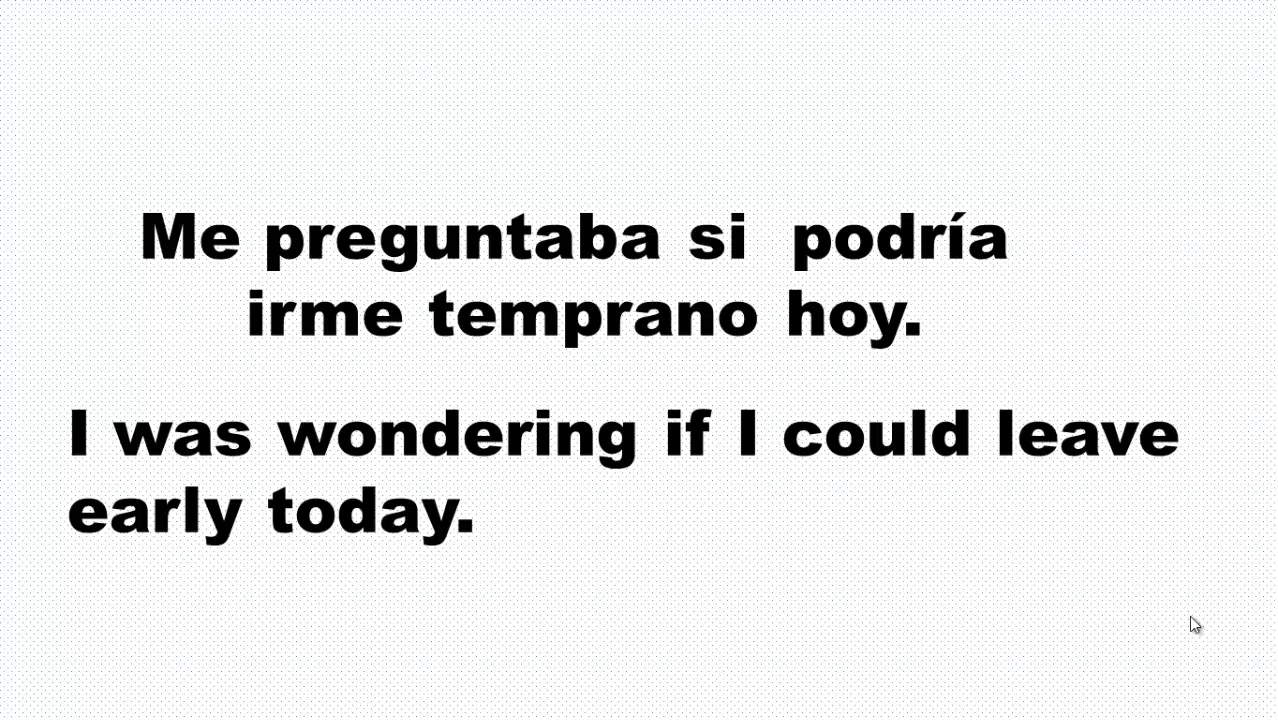 Me preguntaba si podría
irme temprano hoy.
I was wondering if I could leave
early today.